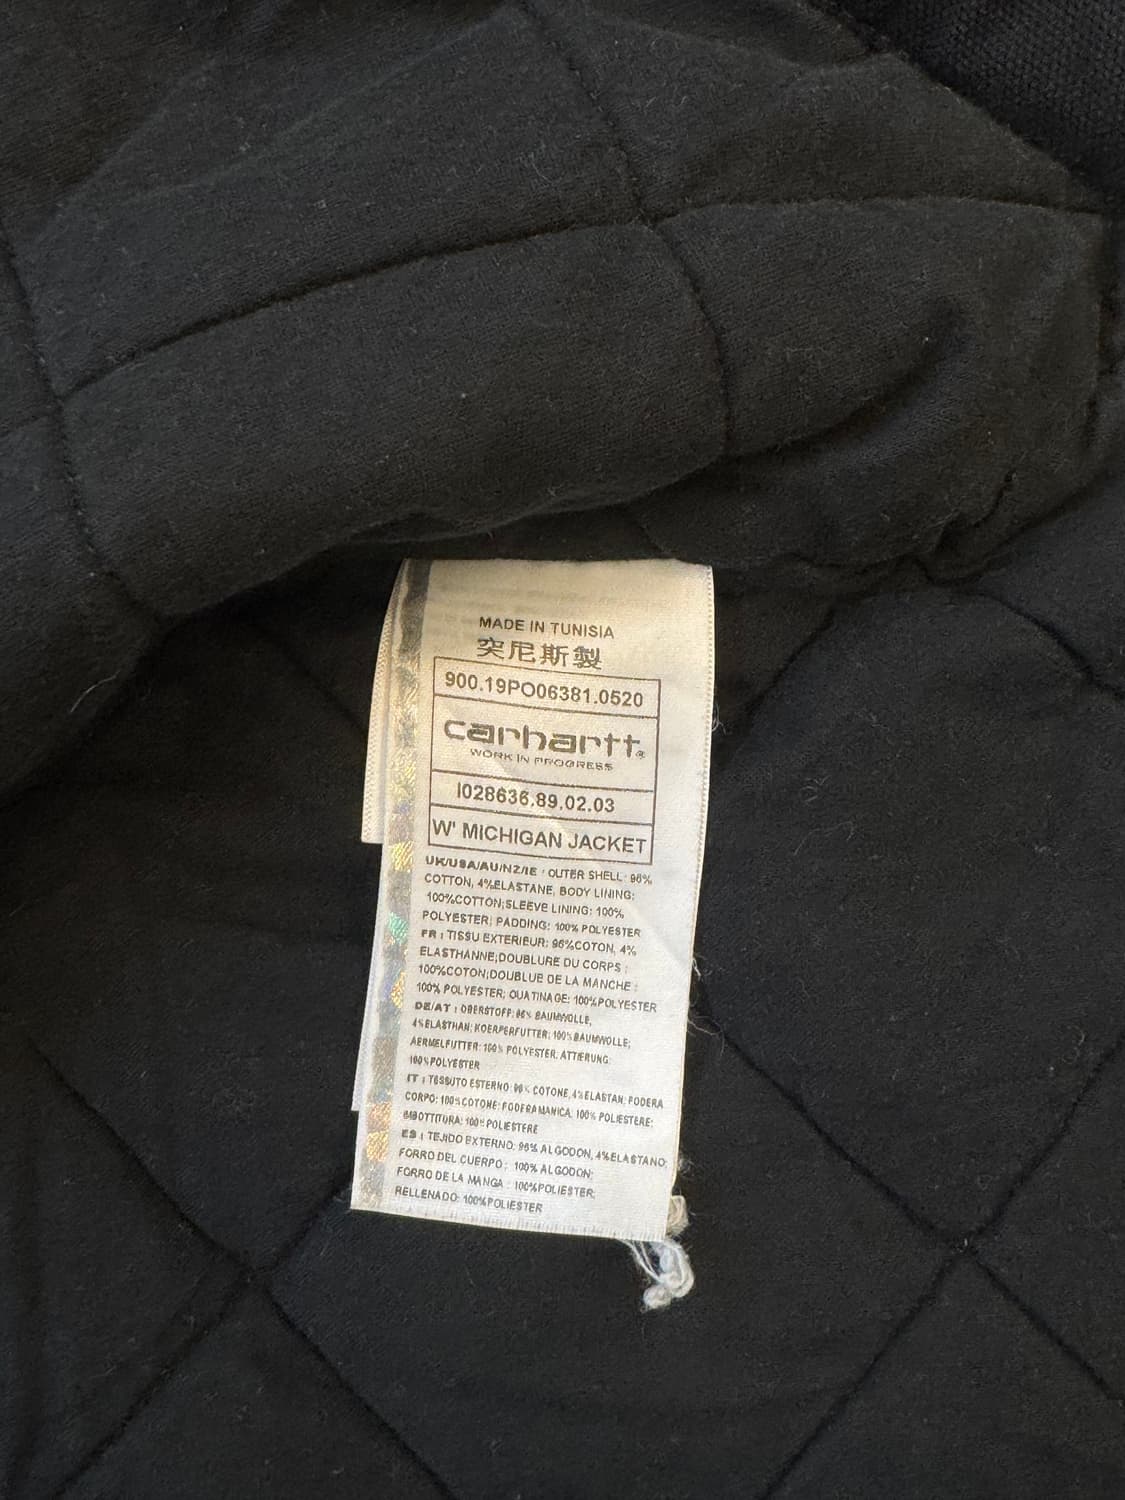 MADE IN TUNISIA
突尼斯製
900.19PO06381.0520
carhartt®
WORK IN PROGRESS
I028636.89.02.03
W' MICHIGAN JACKET
UK/USA/AU/NZ/IE : OUTER SHELL: 96%
COTTON, 4%ELASTANE, BODY LINING:
100%COTTON;SLEEVE LINING: 100%
POLYESTER; PADDING: 100% POLYESTER
FR : TISSU EXTERIEUR: 96%COTON, 4%
ELASTHANNE;DOUBLURE DU CORPS :
100%COTON;DOUBLUE DE LA MANCHE :
100% POLYESTER; OUATINAGE: 100%POLYESTER
DE/AT : OBERSTOFF: 96% BAUMWOLLE,
4%ELASTHAN; KOERPERFUTTER: 100%BAUMWOLLE;
AERMELFUTTER: 100% POLYESTER; ATTIERUNG:
100%POLYESTER
IT : TESSUTO ESTERNO: 96% COTONE, 4%ELASTAN; FODERA
CORPO: 100%COTONE; FODERAMANICA: 100% POLIESTERE;
IMBOTTITURA: 100%POLIESTERE
ES : TEJIDO EXTERNO: 96% ALGODON, 4%ELASTANO;
FORRO DEL CUERPO : 100% ALGODON;
FORRO DE LA MANGA : 100%POLIESTER;
RELLENADO: 100%POLIESTER